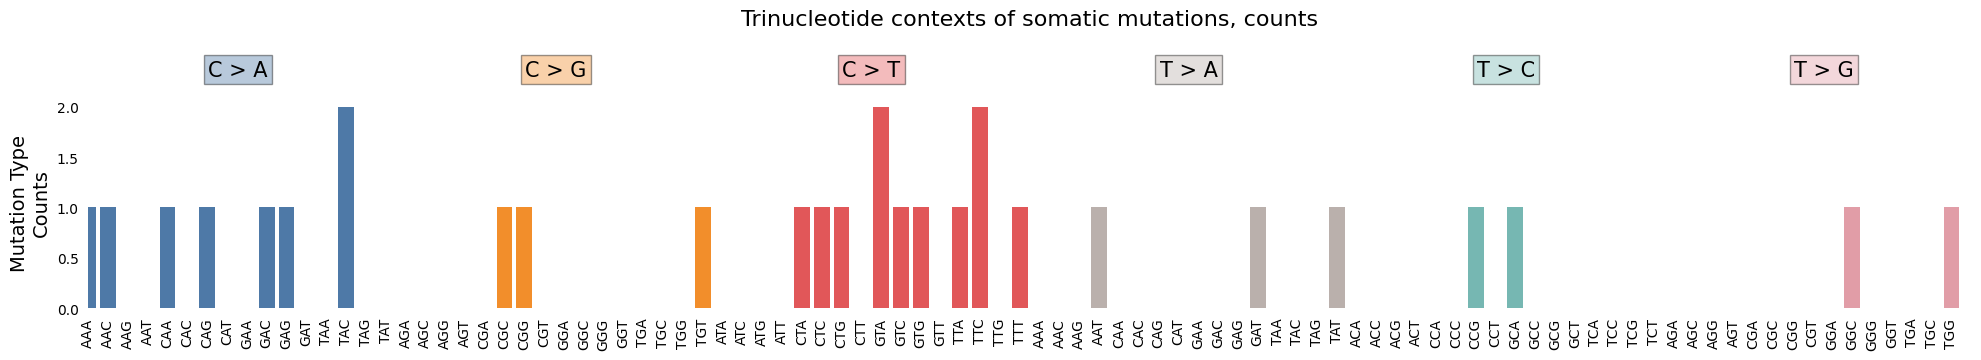 Trinucleotide contexts of somatic mutations, counts
C > A C > G C > T T > A T > C T > G
Mutation Type
Counts
2.0
1.5
1.0
0.5
0.0
AAA AAC AAG AAT CAA CAC CAG CAT GAA GAC GAG GAT TAA TAC TAG TAT AGA AGC AGG AGT CGA CGC CGG CGT GGA GGC GGG GGT TGA TGC TGG TGT ATA ATC ATG ATT CTA CTC CTG CTT GTA GTC GTG GTT TTA TTC TTG TTT AAA AAC AAG AAT CAA CAC CAG CAT GAA GAC GAG GAT TAA TAC TAG TAT ACA ACC ACG ACT CCA CCC CCG CCT GCA GCC GCG GCT TCA TCC TCG TCT AGA AGC AGG AGT CGA CGC CGG CGT GGA GGC GGG GGT TGA TGC TGG